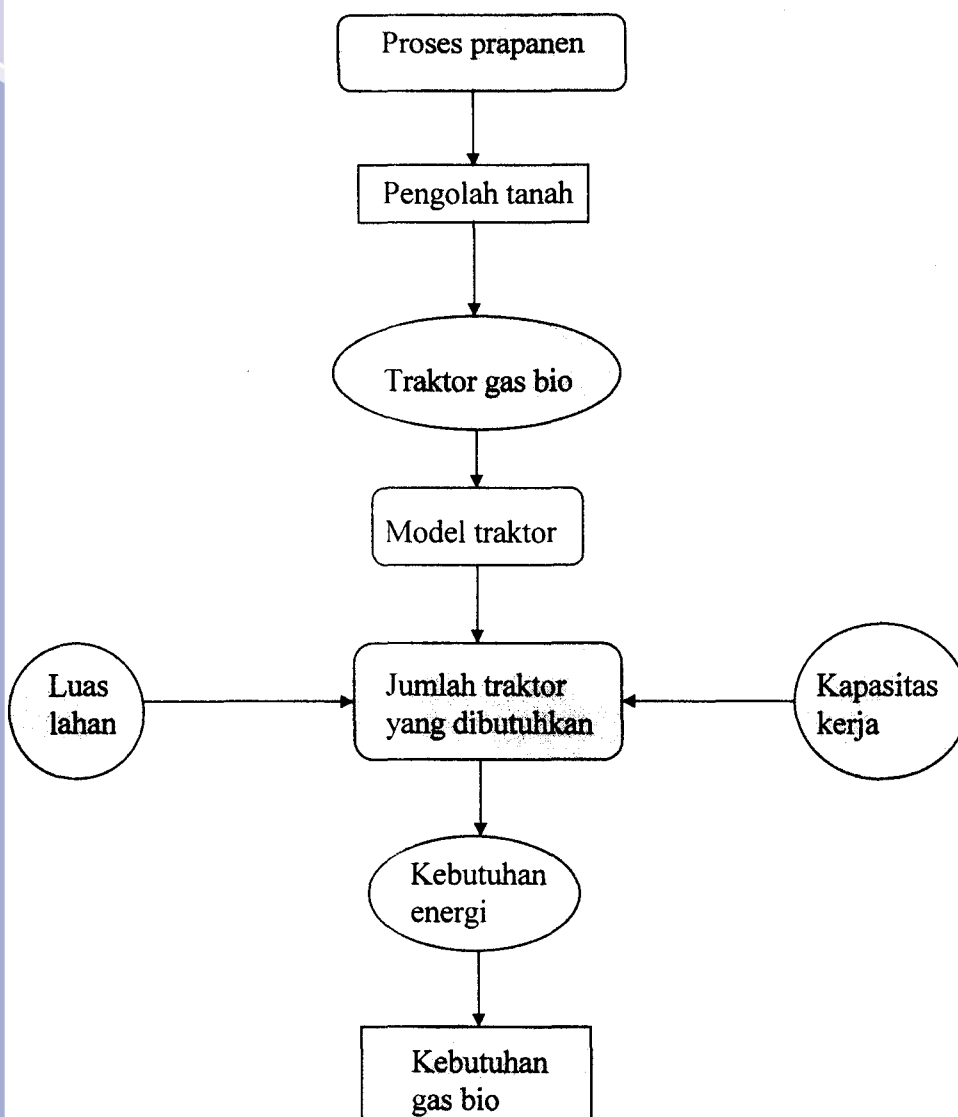 Proses prapanen
Pengolah tanah
Traktor gas bio
Model traktor
Luas
lahan
Jumlah traktor
yang dibutuhkan
Kapasitas
kerja
Kebutuhan
energi
Kebutuhan
gas bio